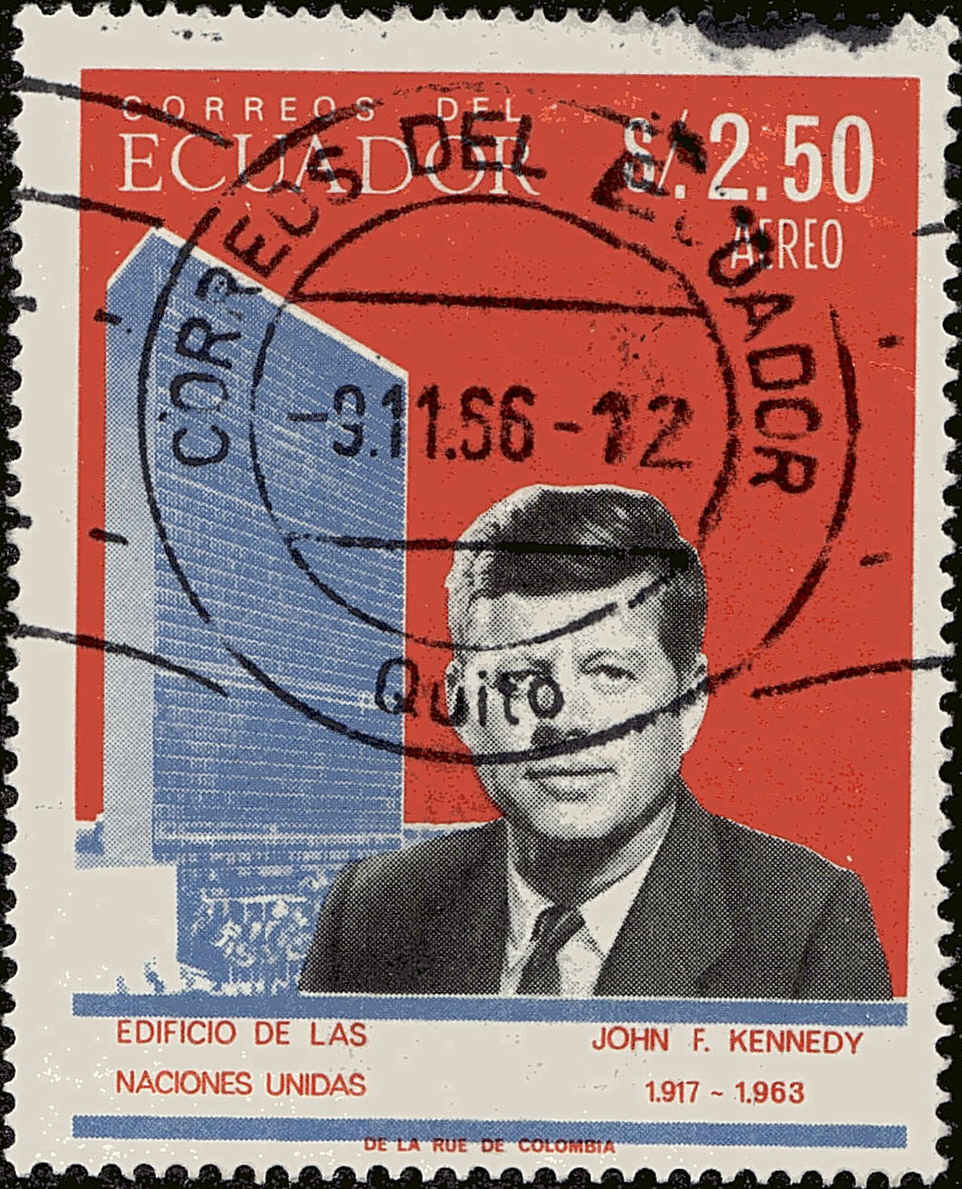 CORREOS DEL
ECUADOR
S/.2.50
AEREO
CORREOS DEL ECUADOR
-9.11.66-12
Quito
EDIFICIO DE LAS
NACIONES UNIDAS
JOHN F. KENNEDY
1.917 ~ 1.963
DE LA RUE DE COLOMBIA